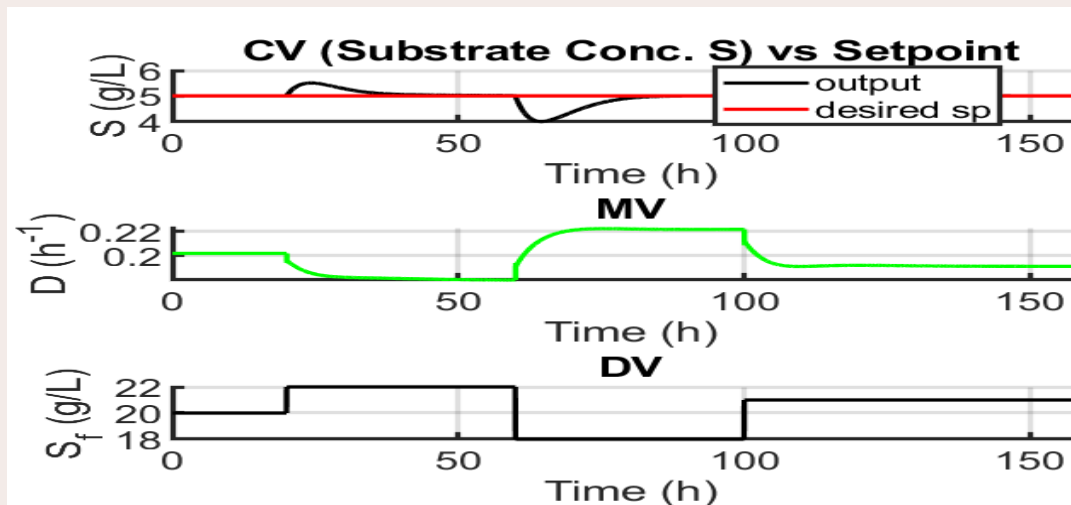 CV (Substrate Conc. S) vs Setpoint
S (g/L)
6
5
4
output
desired sp
0 50 100 150
Time (h)
MV
D (h⁻¹)
0.22
0.2
0 50 100 150
Time (h)
DV
S_f (g/L)
22
20
18
0 50 100 150
Time (h)